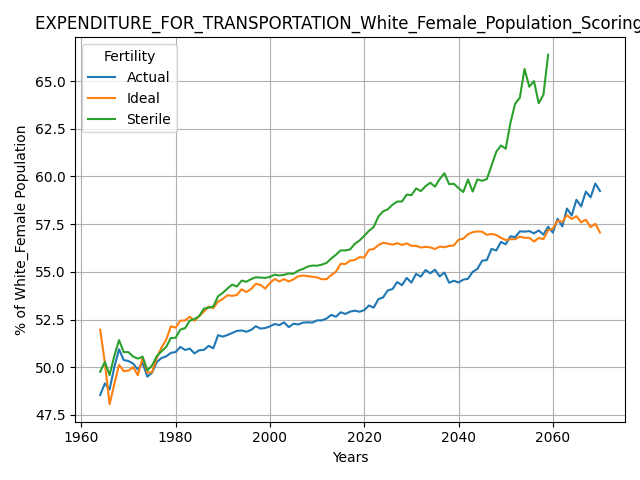 EXPENDITURE_FOR_TRANSPORTATION_White_Female_Population_Scoring
Fertility
Actual
Ideal
Sterile
65.0
62.5
60.0
57.5
55.0
52.5
50.0
47.5
% of White_Female Population
1960
1980
2000
2020
2040
2060
Years